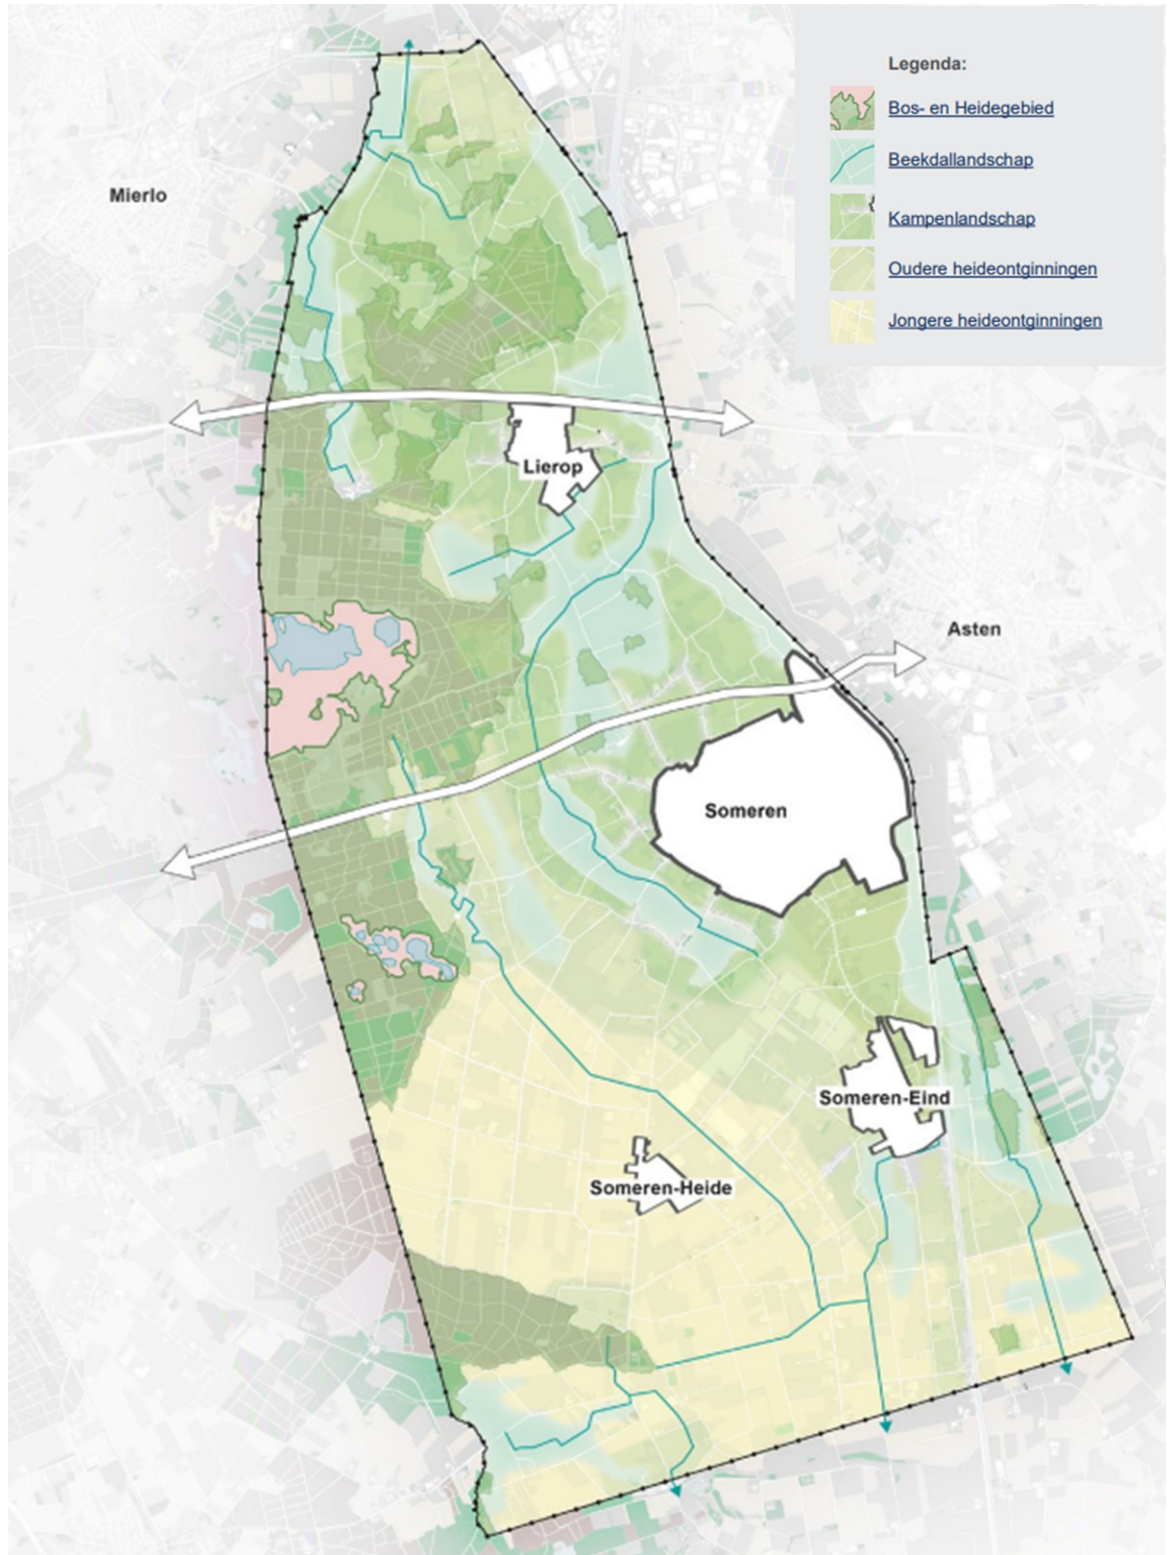 Legenda:
Bos- en Heidegebied
Beekdallandschap
Kampenlandschap
Oudere heideontginningen
Jongere heideontginningen
Mierlo
Lierop
Asten
Someren
Someren-Eind
Someren-Heide